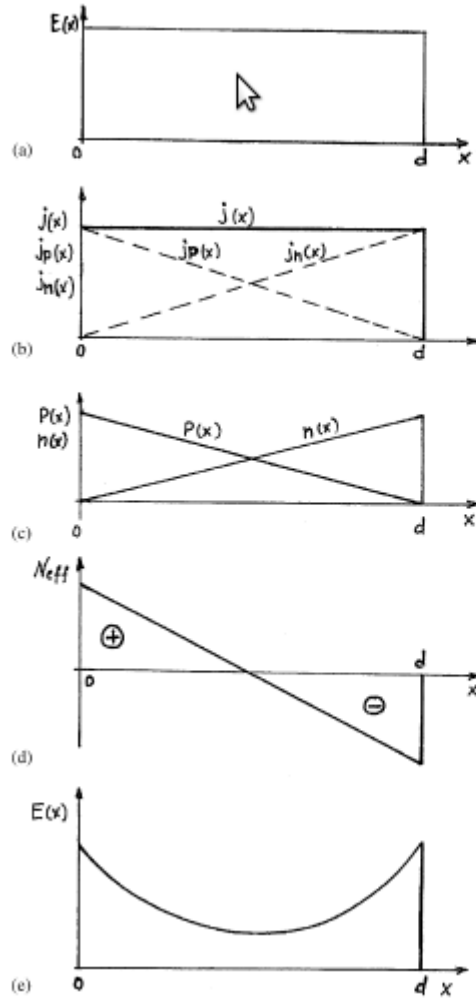 E(x)
(a)
0
d
x
j(x)
j(x)
jp(x)
jp(x)
jn(x)
jn(x)
(b)
0
d
x
P(x)
P(x)
n(x)
n(x)
(c)
0
d
x
Neff
+
d
0
x
−
(d)
E(x)
(e)
0
d
x